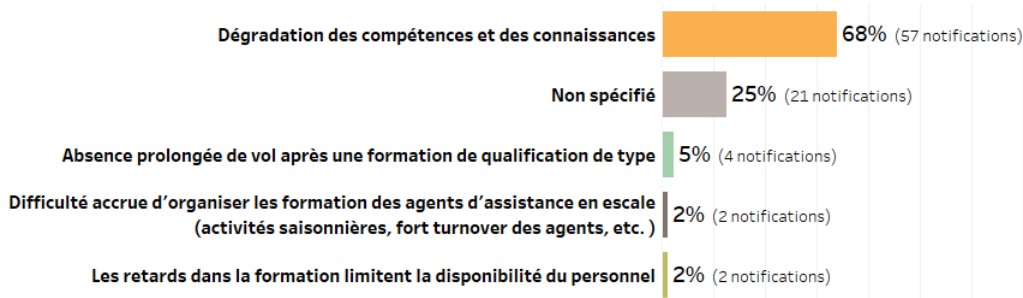 Dégradation des compétences et des connaissances 68% (57 notifications)
Non spécifié 25% (21 notifications)
Absence prolongée de vol après une formation de qualification de type 5% (4 notifications)
Difficulté accrue d’organiser les formation des agents d’assistance en escale
(activités saisonnières, fort turnover des agents, etc. ) 2% (2 notifications)
Les retards dans la formation limitent la disponibilité du personnel 2% (2 notifications)